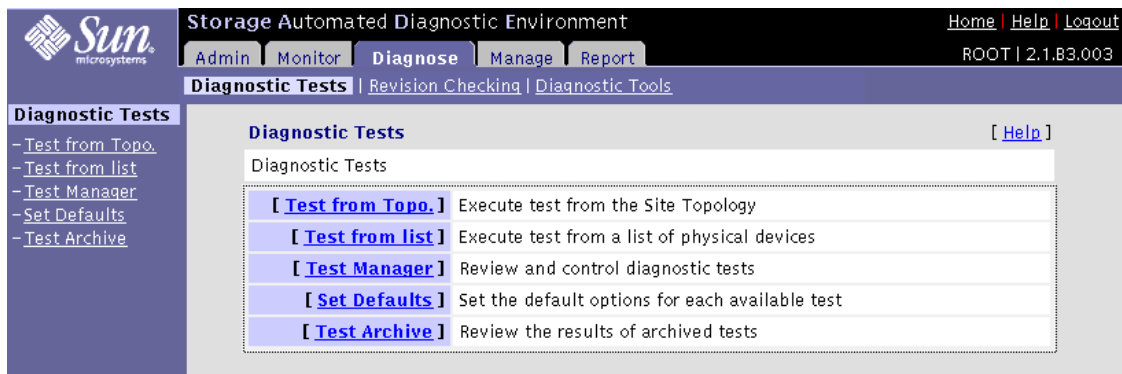 Sun
microsystems
Storage Automated Diagnostic Environment
Home | Help | Logout
Admin Monitor Diagnose Manage Report
ROOT | 2.1.B3.003
Diagnostic Tests | Revision Checking | Diagnostic Tools
Diagnostic Tests
– Test from Topo.
– Test from list
– Test Manager
– Set Defaults
– Test Archive
Diagnostic Tests [ Help ]
Diagnostic Tests
[ Test from Topo. ] Execute test from the Site Topology
[ Test from list ] Execute test from a list of physical devices
[ Test Manager ] Review and control diagnostic tests
[ Set Defaults ] Set the default options for each available test
[ Test Archive ] Review the results of archived tests